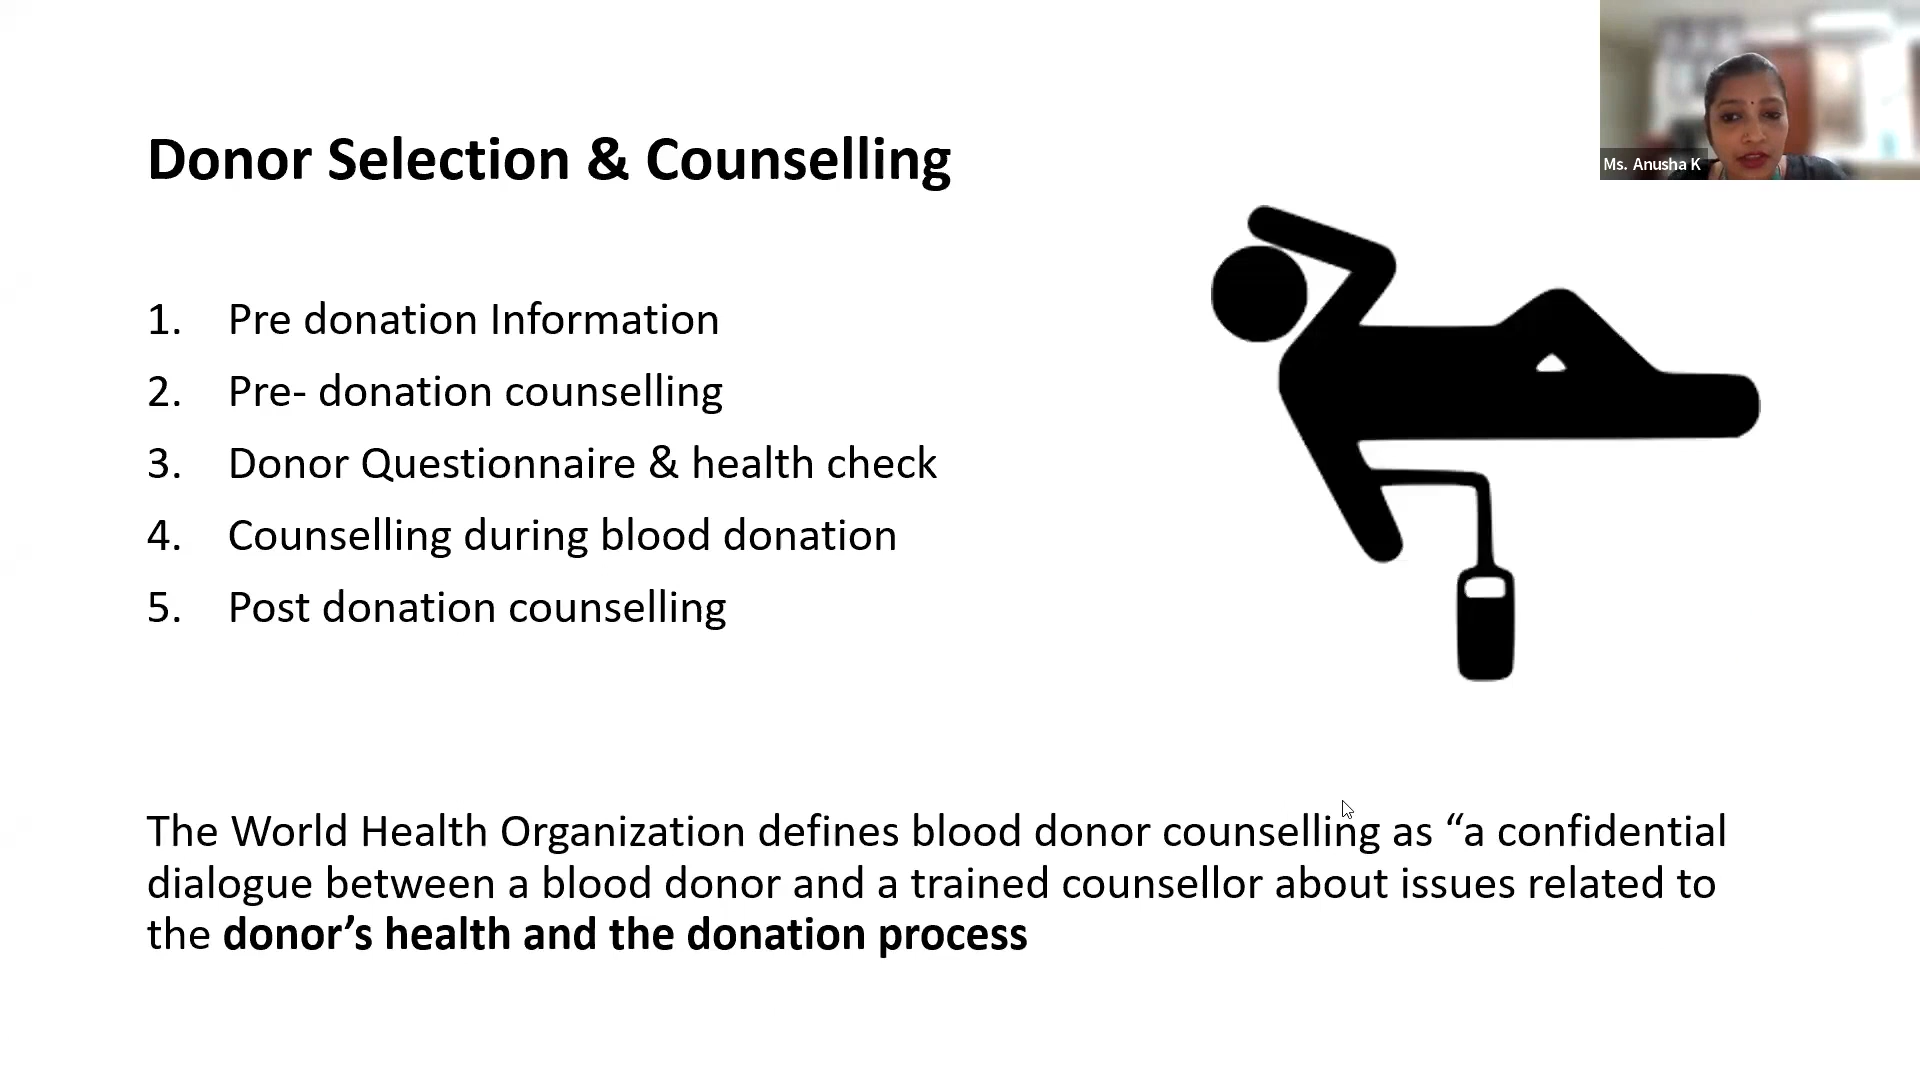 Ms. Anusha K
Donor Selection & Counselling
1. Pre donation Information
2. Pre- donation counselling
3. Donor Questionnaire & health check
4. Counselling during blood donation
5. Post donation counselling
The World Health Organization defines blood donor counselling as “a confidential
dialogue between a blood donor and a trained counsellor about issues related to
the donor’s health and the donation process